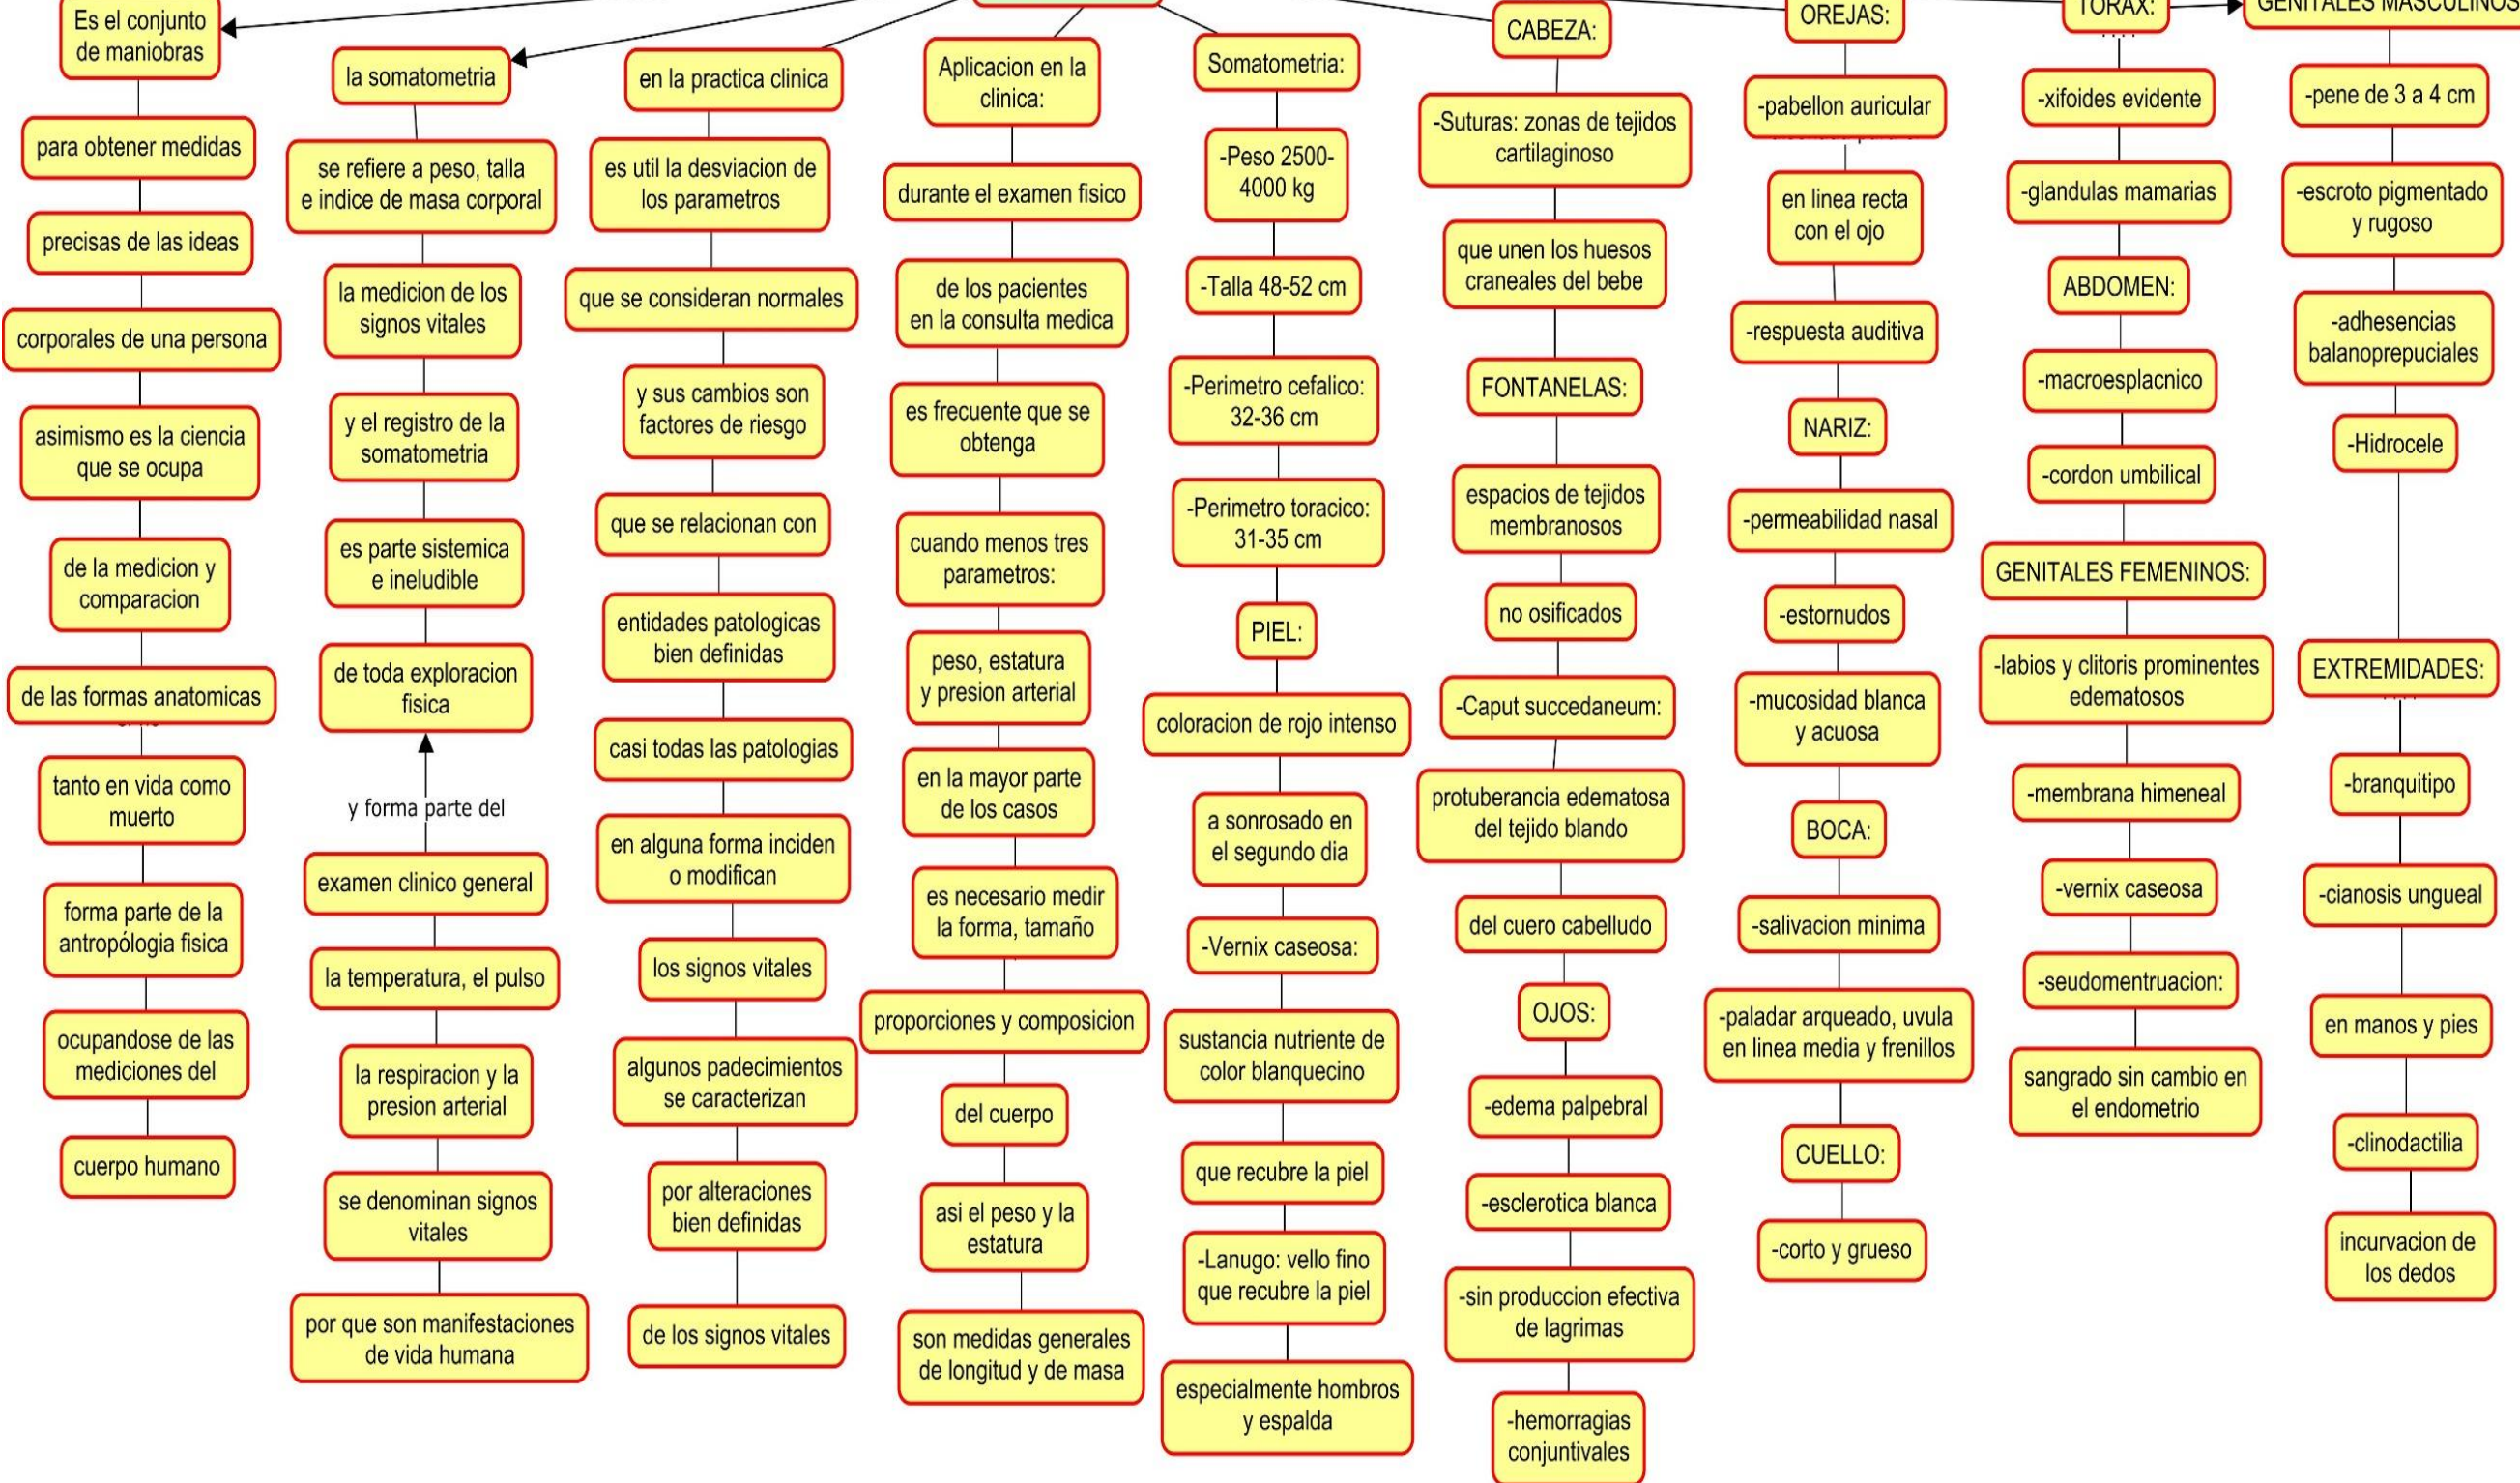 Es el conjunto
de maniobras
para obtener medidas
precisas de las ideas
corporales de una persona
asimismo es la ciencia
que se ocupa
de la medicion y
comparacion
de las formas anatomicas
tanto en vida como
muerto
forma parte de la
antropólogia fisica
ocupandose de las
mediciones del
cuerpo humano
la somatometria
se refiere a peso, talla
e indice de masa corporal
la medicion de los
signos vitales
y el registro de la
somatometria
es parte sistemica
e ineludible
de toda exploracion
fisica
y forma parte del
examen clinico general
la temperatura, el pulso
la respiracion y la
presion arterial
se denominan signos
vitales
por que son manifestaciones
de vida humana
en la practica clinica
es util la desviacion de
los parametros
que se consideran normales
y sus cambios son
factores de riesgo
que se relacionan con
entidades patologicas
bien definidas
casi todas las patologias
en alguna forma inciden
o modifican
los signos vitales
algunos padecimientos
se caracterizan
por alteraciones
bien definidas
de los signos vitales
Aplicacion en la
clinica:
durante el examen fisico
de los pacientes
en la consulta medica
es frecuente que se
obtenga
cuando menos tres
parametros:
peso, estatura
y presion arterial
en la mayor parte
de los casos
es necesario medir
la forma, tamaño
proporciones y composicion
del cuerpo
asi el peso y la
estatura
son medidas generales
de longitud y de masa
Somatometria:
-Peso 2500-
4000 kg
-Talla 48-52 cm
-Perimetro cefalico:
32-36 cm
-Perimetro toracico:
31-35 cm
PIEL:
coloracion de rojo intenso
a sonrosado en
el segundo dia
-Vernix caseosa:
sustancia nutriente de
color blanquecino
que recubre la piel
-Lanugo: vello fino
que recubre la piel
especialmente hombros
y espalda
CABEZA:
-Suturas: zonas de tejidos
cartilaginoso
que unen los huesos
craneales del bebe
FONTANELAS:
espacios de tejidos
membranosos
no osificados
-Caput succedaneum:
protuberancia edematosa
del tejido blando
del cuero cabelludo
OJOS:
-edema palpebral
-esclerotica blanca
-sin produccion efectiva
de lagrimas
-hemorragias
conjuntivales
OREJAS:
-pabellon auricular
en linea recta
con el ojo
-respuesta auditiva
NARIZ:
-permeabilidad nasal
-estornudos
-mucosidad blanca
y acuosa
BOCA:
-salivacion minima
-paladar arqueado, uvula
en linea media y frenillos
CUELLO:
-corto y grueso
TORAX:
-xifoides evidente
-glandulas mamarias
ABDOMEN:
-macroesplacnico
-cordon umbilical
GENITALES FEMENINOS:
-labios y clitoris prominentes
edematosos
-membrana himeneal
-vernix caseosa
-seudomentruacion:
sangrado sin cambio en
el endometrio
GENITALES MASCULINOS
-pene de 3 a 4 cm
-escroto pigmentado
y rugoso
-adhesencias
balanoprepuciales
-Hidrocele
EXTREMIDADES:
-branquitipo
-cianosis ungueal
en manos y pies
-clinodactilia
incurvacion de
los dedos